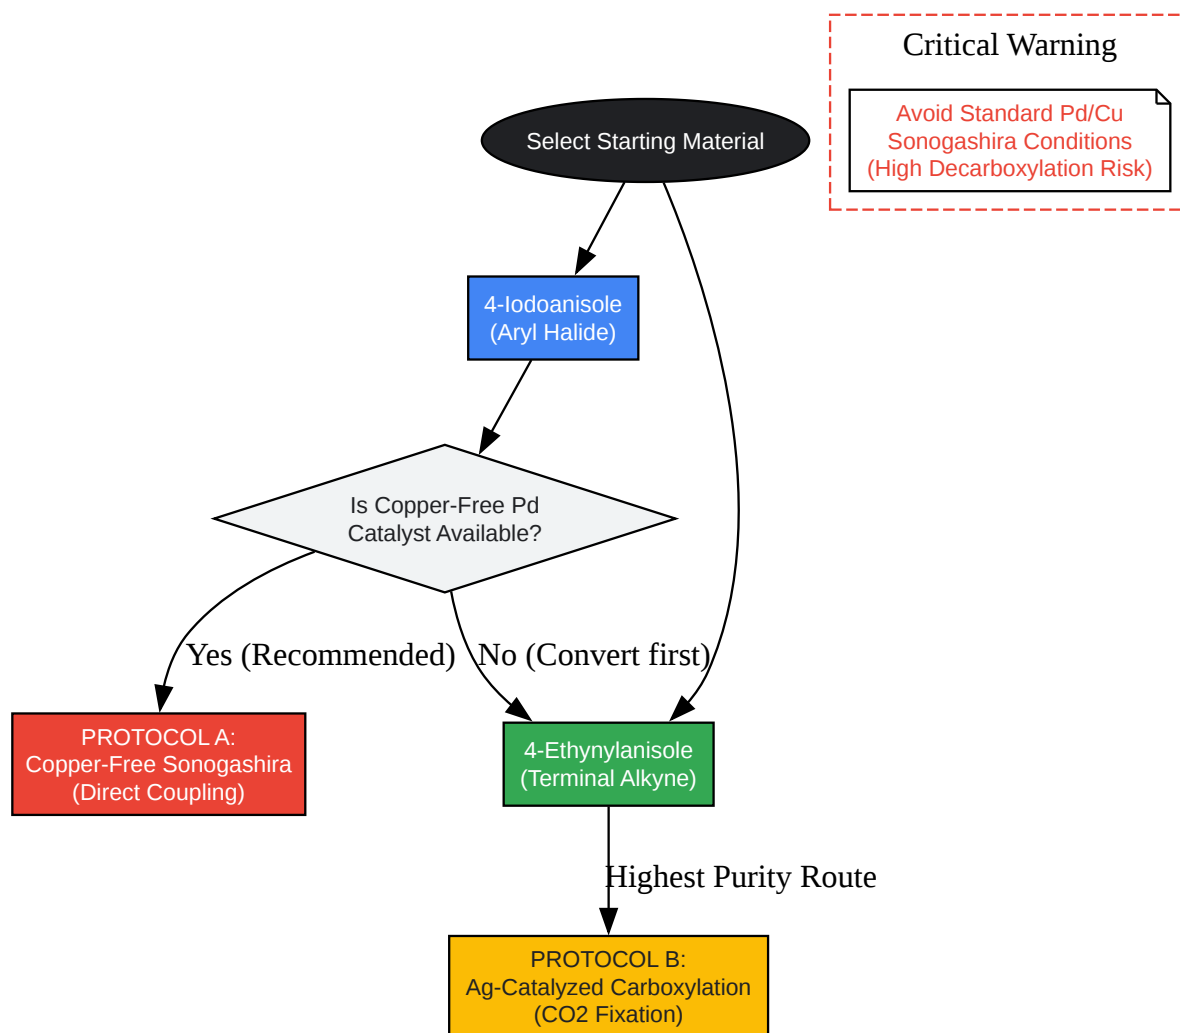 Critical Warning
Avoid Standard Pd/Cu
Sonogashira Conditions
(High Decarboxylation Risk)
Select Starting Material
4-Iodoanisole
(Aryl Halide)
Is Copper-Free Pd
Catalyst Available?
Yes (Recommended)
No (Convert first)
PROTOCOL A:
Copper-Free Sonogashira
(Direct Coupling)
4-Ethynylanisole
(Terminal Alkyne)
Highest Purity Route
PROTOCOL B:
Ag-Catalyzed Carboxylation
(CO2 Fixation)